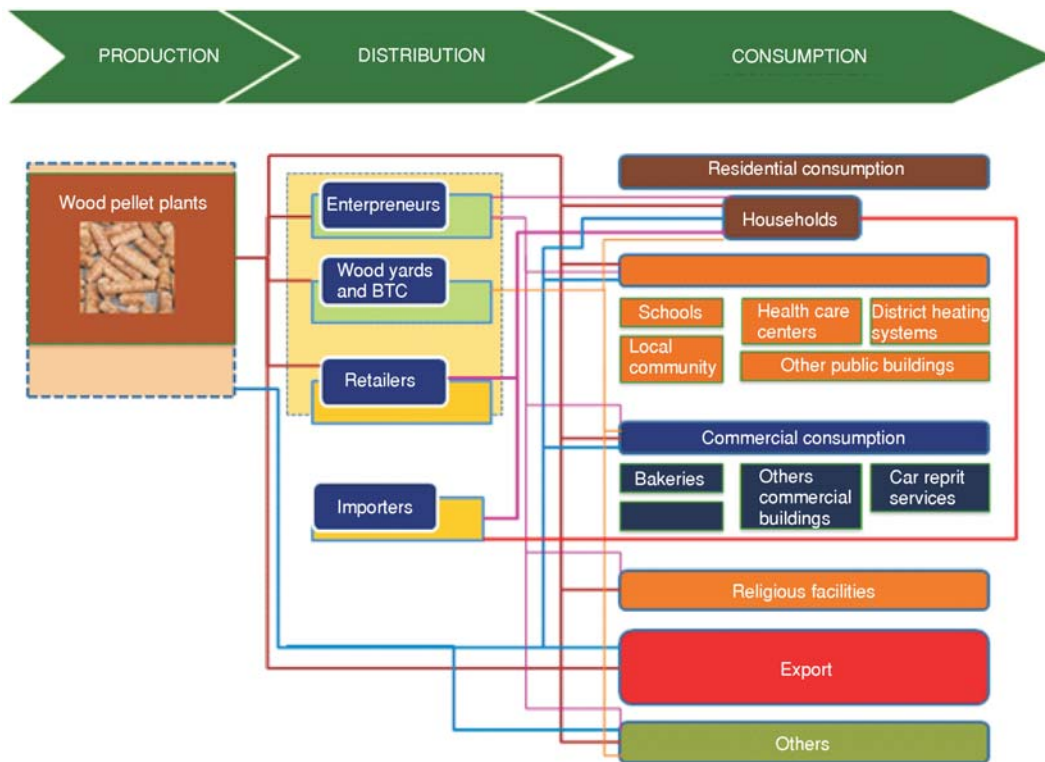 PRODUCTION
DISTRIBUTION
CONSUMPTION
Wood pellet plants
Enterpreneurs
Wood yards
and BTC
Retailers
Importers
Residential consumption
Households
Schools
Health care
centers
District heating
systems
Local
community
Other public buildings
Commercial consumption
Bakeries
Others
commercial
buildings
Car reprit
services
Religious facilities
Export
Others